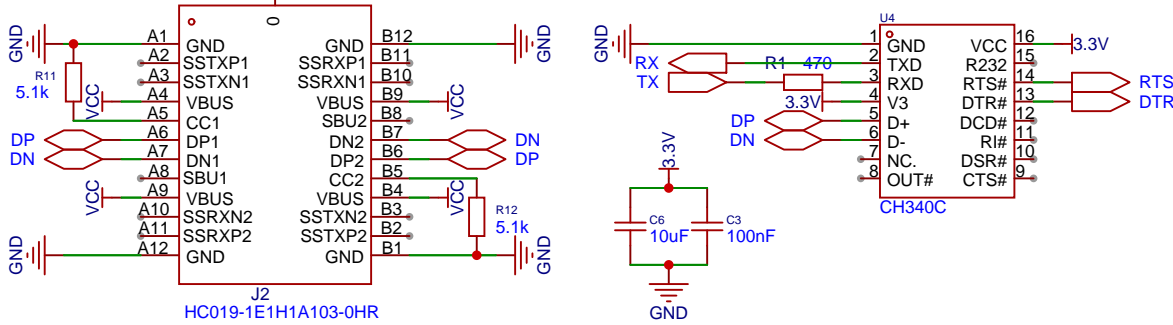 0
GND A1 GND GND B12 GND
A2 SSTXP1 SSRXP1 B11
R11
5.1k
A3 SSTXN1 SSRXN1 B10
VCC A4 VBUS VBUS B9 VCC
A5 CC1 SBU2 B8
DP A6 DP1 DN2 B7 DN
DN A7 DN1 DP2 B6 DP
A8 SBU1 CC2 B5
VCC A9 VBUS VBUS B4 VCC
A10 SSRXN2 SSTXN2 B3
R12
5.1k
A11 SSRXP2 SSTXP2 B2
GND A12 GND GND B1 GND
J2
HC019-1E1H1A103-0HR
U4
GND 1 GND VCC 16 3.3V
RX 2 TXD R232 15
R1 470
TX 3 RXD RTS# 14 RTS
3.3V 4 V3 DTR# 13 DTR
DP 5 D+ DCD# 12
DN 6 D- RI# 11
7 NC. DSR# 10
8 OUT# CTS# 9
CH340C
3.3V
C6
10uF
C3
100nF
GND